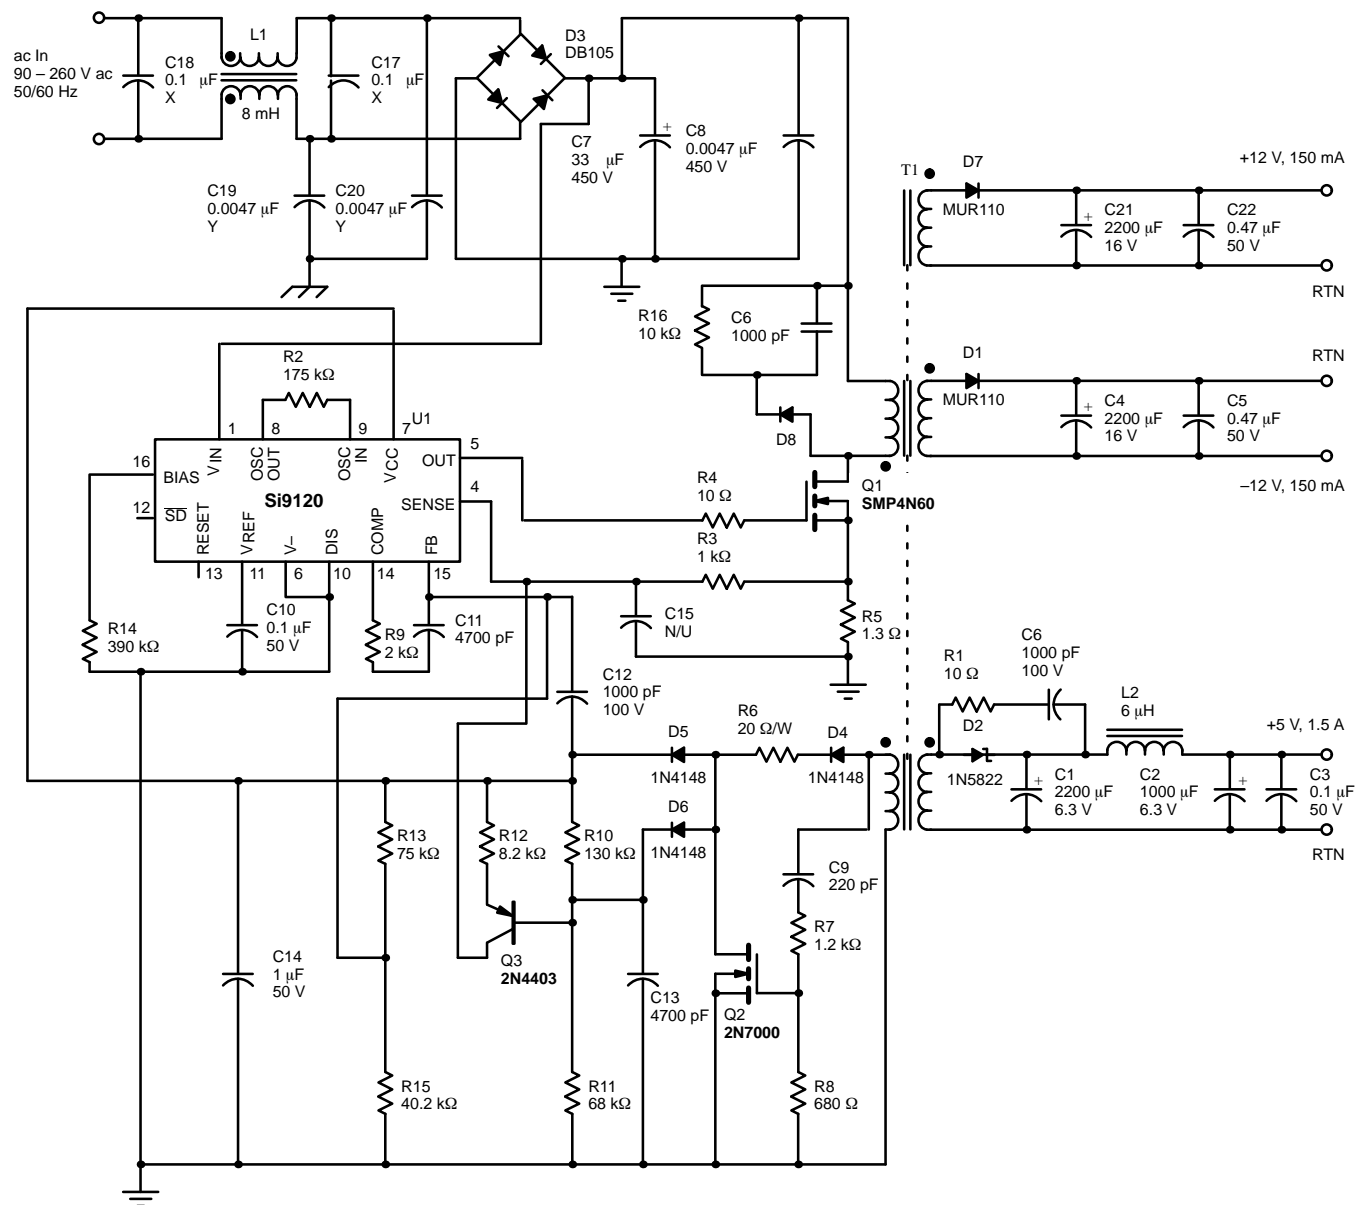 ac In
90 – 260 V ac
50/60 Hz
C18
0.1 μF
X
L1
8 mH
C17
0.1 μF
X
D3
DB105
C7
33 μF
450 V
C8
0.0047 μF
450 V
C19
0.0047 μF
Y
C20
0.0047 μF
Y
T1
D7
MUR110
+12 V, 150 mA
C21
2200 μF
16 V
C22
0.47 μF
50 V
RTN
R16
10 kΩ
C6
1000 pF
D8
D1
MUR110
RTN
C4
2200 μF
16 V
C5
0.47 μF
50 V
–12 V, 150 mA
R2
175 kΩ
U1
1
8
9
7
5
4
16
12
VIN
OSC OUT
OSC IN
VCC
OUT
BIAS
Si9120
SENSE
SD
RESET
VREF
V–
DIS
COMP
FB
13
11
6
10
14
15
R4
10 Ω
Q1
SMP4N60
R3
1 kΩ
R14
390 kΩ
C10
0.1 μF
50 V
R9
2 kΩ
C11
4700 pF
C15
N/U
R5
1.3 Ω
C12
1000 pF
100 V
R1
10 Ω
C6
1000 pF
100 V
L2
6 μH
+5 V, 1.5 A
D2
1N5822
C1
2200 μF
6.3 V
C2
1000 μF
6.3 V
C3
0.1 μF
50 V
RTN
D5
1N4148
R6
20 Ω/W
D4
1N4148
D6
1N4148
R13
75 kΩ
R12
8.2 kΩ
R10
130 kΩ
C9
220 pF
R7
1.2 kΩ
C14
1 μF
50 V
Q3
2N4403
C13
4700 pF
Q2
2N7000
R15
40.2 kΩ
R11
68 kΩ
R8
680 Ω